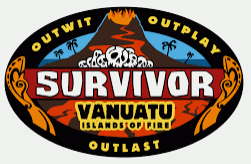 OUTWIT OUTPLAY
SURVIVOR
VANUATU
ISLANDS OF FIRE
OUTLAST